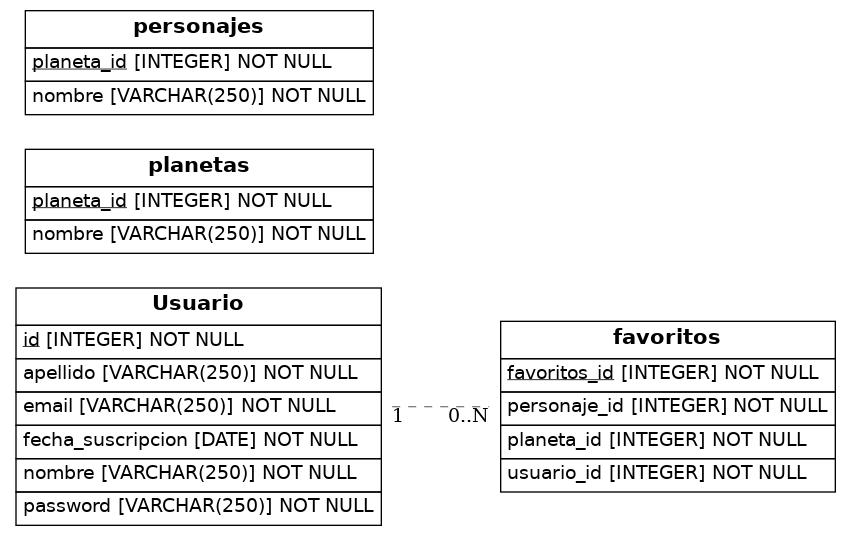 personajes
planeta_id [INTEGER] NOT NULL
nombre [VARCHAR(250)] NOT NULL
planetas
planeta_id [INTEGER] NOT NULL
nombre [VARCHAR(250)] NOT NULL
Usuario
id [INTEGER] NOT NULL
apellido [VARCHAR(250)] NOT NULL
email [VARCHAR(250)] NOT NULL
fecha_suscripcion [DATE] NOT NULL
nombre [VARCHAR(250)] NOT NULL
password [VARCHAR(250)] NOT NULL
1 0..N
favoritos
favoritos_id [INTEGER] NOT NULL
personaje_id [INTEGER] NOT NULL
planeta_id [INTEGER] NOT NULL
usuario_id [INTEGER] NOT NULL